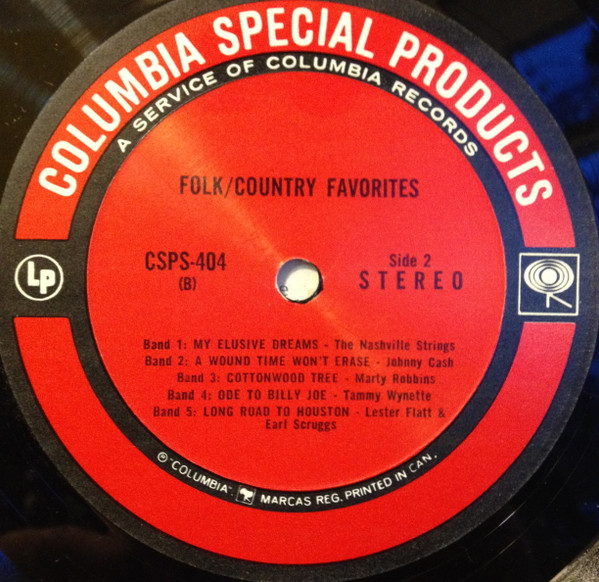 COLUMBIA SPECIAL PRODUCTS
A SERVICE OF COLUMBIA RECORDS
FOLK/COUNTRY FAVORITES
CSPS-404
(B)
Side 2
STEREO
LP
Band 1: MY ELUSIVE DREAMS - The Nashville Strings
Band 2: A WOUND TIME WON'T ERASE - Johnny Cash
Band 3: COTTONWOOD TREE - Marty Robbins
Band 4: ODE TO BILLY JOE - Tammy Wynette
Band 5: LONG ROAD TO HOUSTON - Lester Flatt &
Earl Scruggs
℗ "COLUMBIA". MARCAS REG. PRINTED IN CAN.